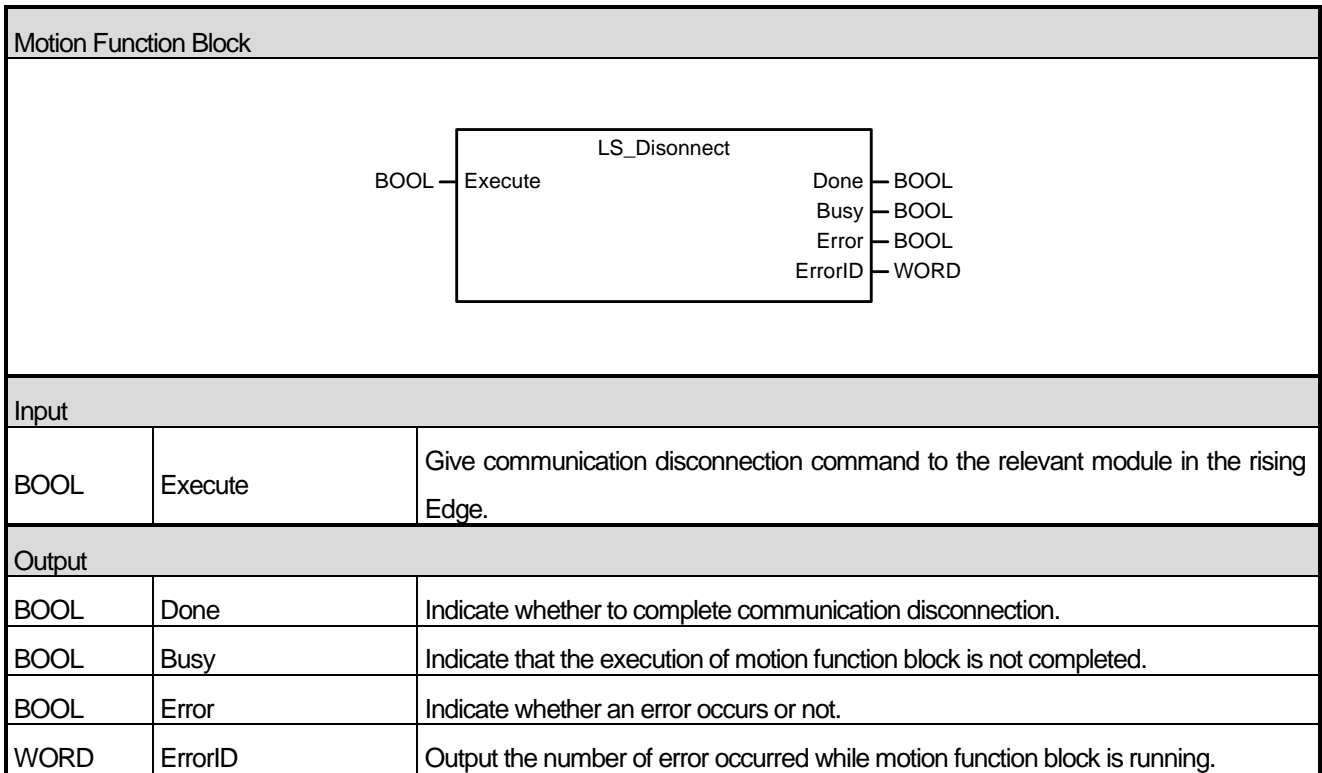 Motion Function Block
LS_Disonnect
BOOL Execute Done BOOL
Busy BOOL
Error BOOL
ErrorID WORD
Input
BOOL Execute Give communication disconnection command to the relevant module in the rising
Edge.
Output
BOOL Done Indicate whether to complete communication disconnection.
BOOL Busy Indicate that the execution of motion function block is not completed.
BOOL Error Indicate whether an error occurs or not.
WORD ErrorID Output the number of error occurred while motion function block is running.